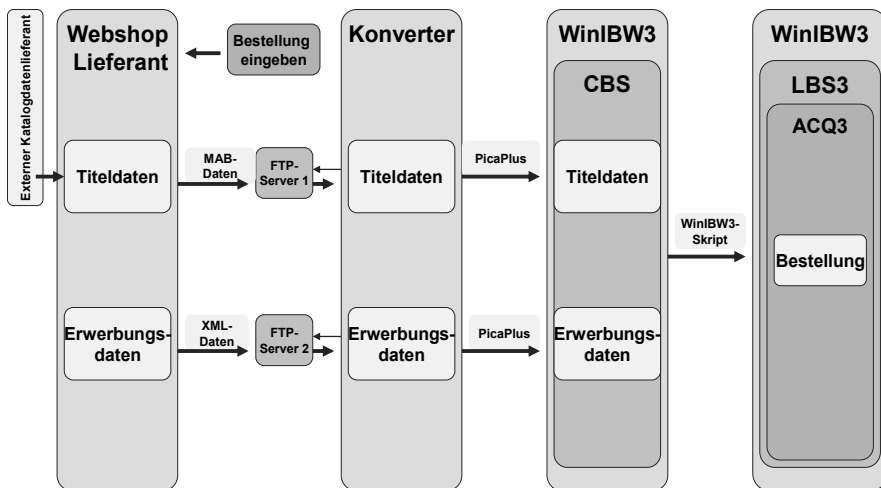 Externer Katalogdatenlieferant
Webshop
Lieferant
Bestellung
eingeben
Konverter
WinIBW3
CBS
WinIBW3
LBS3
ACQ3
Titeldaten
MAB-
Daten
FTP-
Server 1
Titeldaten
PicaPlus
Titeldaten
WinIBW3-
Skript
Bestellung
Erwerbungs-
daten
XML-
Daten
FTP-
Server 2
Erwerbungs-
daten
PicaPlus
Erwerbungs-
daten